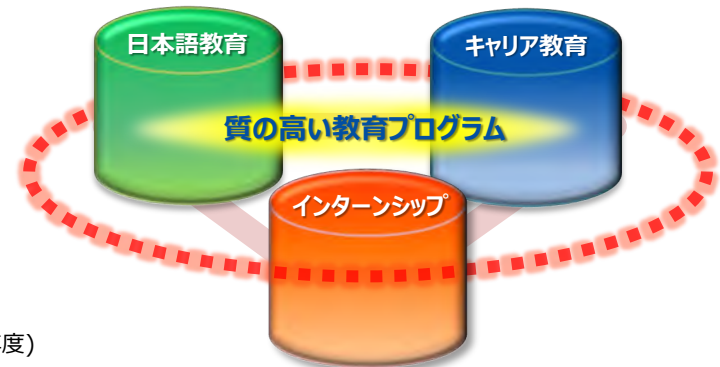 日本語教育
キャリア教育
質の高い教育プログラム
インターンシップ
度)